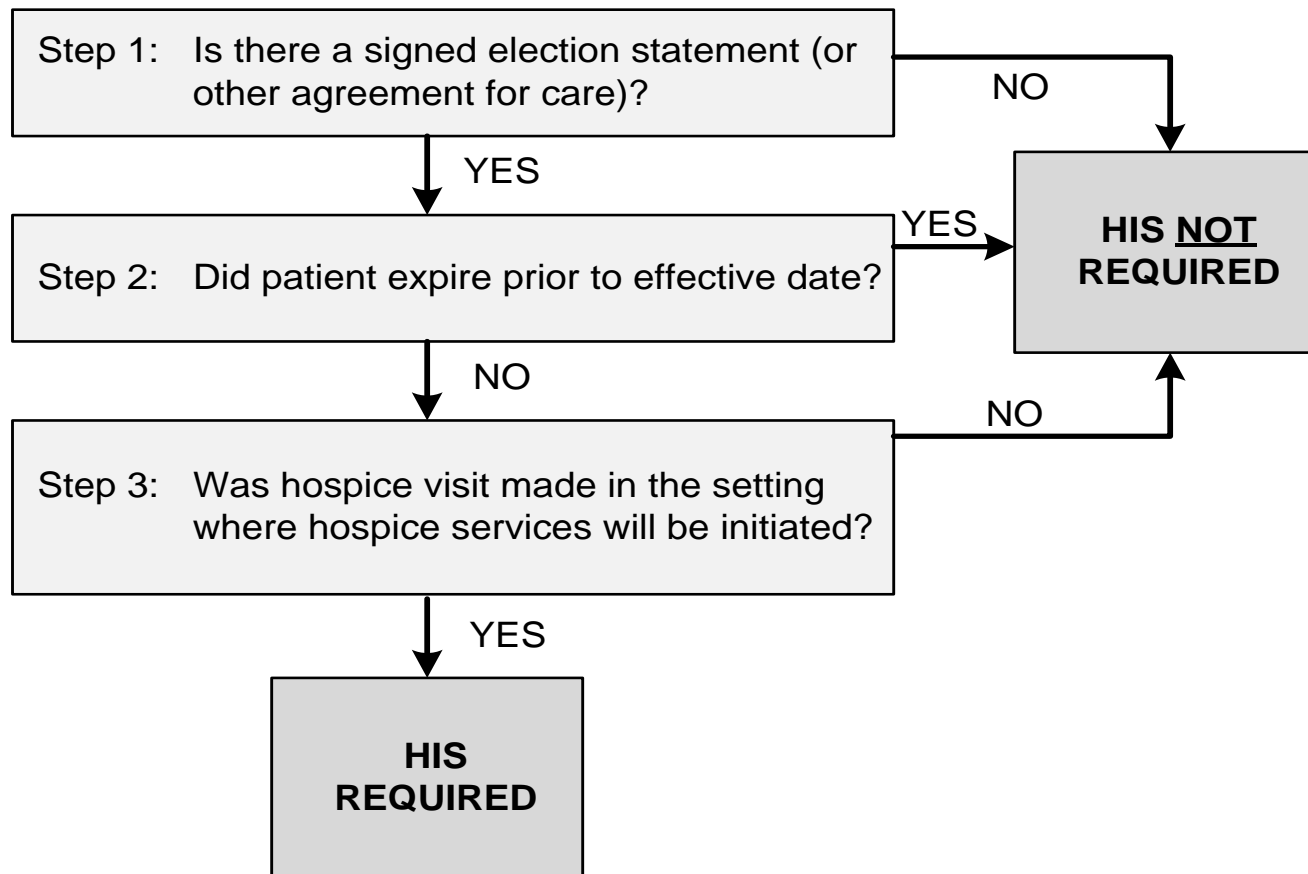 Step 1: Is there a signed election statement (or
other agreement for care)?
NO
YES
Step 2: Did patient expire prior to effective date?
YES
HIS NOT
REQUIRED
NO
NO
Step 3: Was hospice visit made in the setting
where hospice services will be initiated?
YES
HIS
REQUIRED